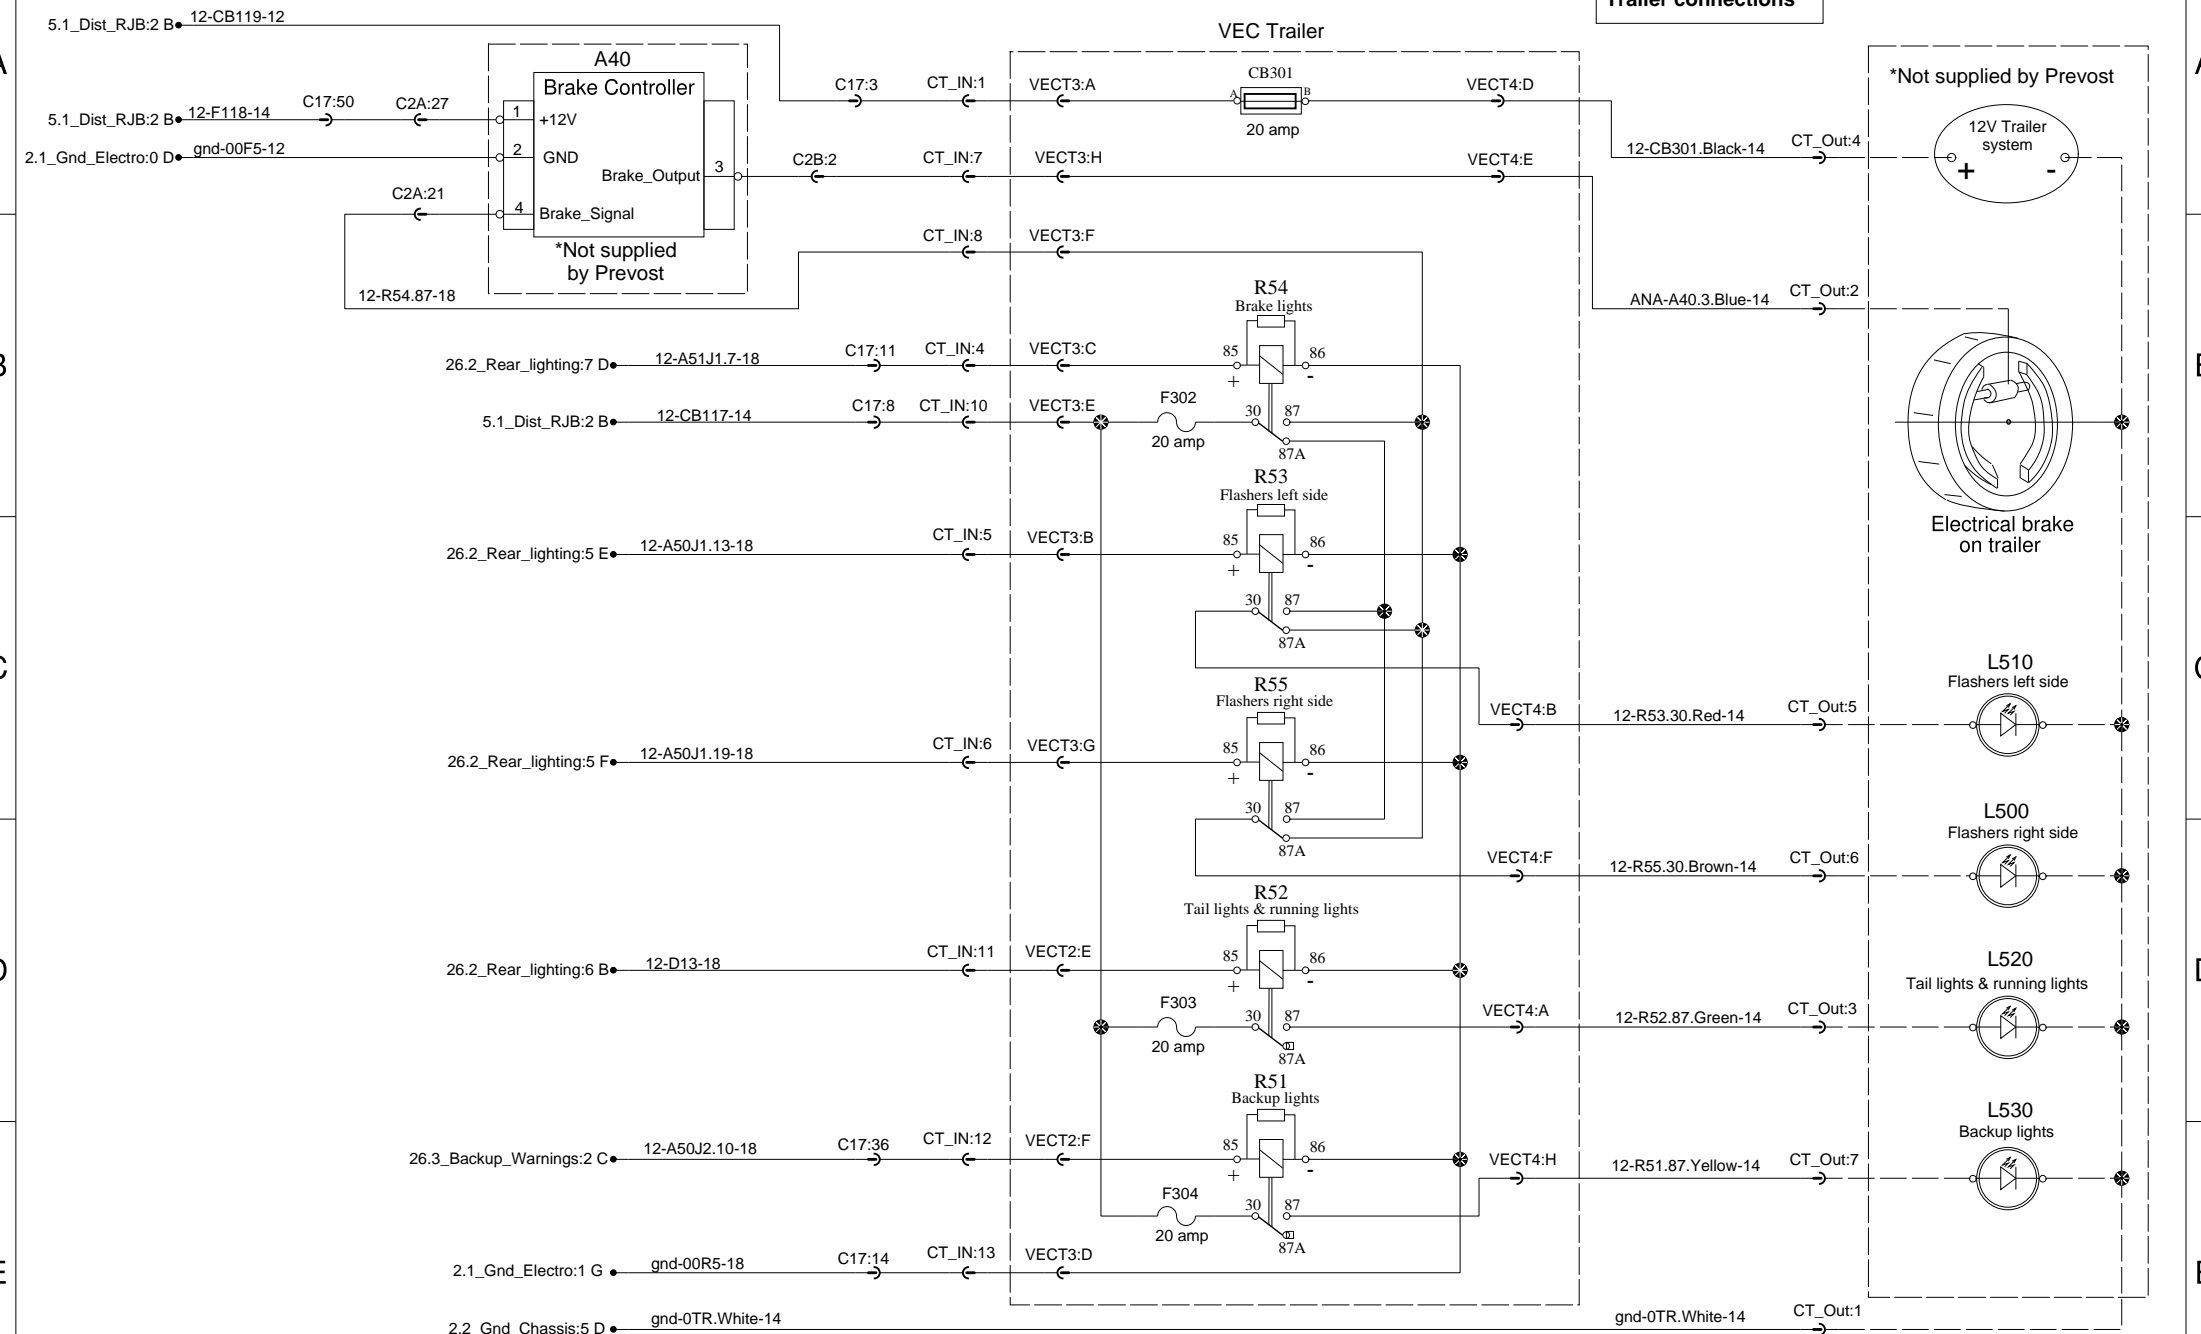 Trailer connections
5.1_Dist_RJB:2 B
12-CB119-12
VEC Trailer
A
A40
Brake Controller
1
+12V
2
GND
Brake_Output
3
4
Brake_Signal
*Not supplied
by Prevost
5.1_Dist_RJB:2 B
12-F118-14
C17:50
C2A:27
2.1_Gnd_Electro:0 D
gnd-00F5-12
C2A:21
12-R54.87-18
C17:3
CT_IN:1
VECT3:A
CB301
A
B
20 amp
VECT4:D
12-CB301.Black-14
CT_Out:4
*Not supplied by Prevost
12V Trailer
system
+
-
A
C2B:2
CT_IN:7
VECT3:H
VECT4:E
CT_IN:8
VECT3:F
ANA-A40.3.Blue-14
CT_Out:2
R54
Brake lights
B
26.2_Rear_lighting:7 D
12-A51J1.7-18
C17:11
CT_IN:4
VECT3:C
85
86
+
-
B
5.1_Dist_RJB:2 B
12-CB117-14
C17:8
CT_IN:10
VECT3:E
F302
20 amp
30
87
87A
Electrical brake
on trailer
R53
Flashers left side
26.2_Rear_lighting:5 E
12-A50J1.13-18
CT_IN:5
VECT3:B
85
86
+
-
30
87
87A
C
C
R55
Flashers right side
VECT4:B
12-R53.30.Red-14
CT_Out:5
L510
Flashers left side
26.2_Rear_lighting:5 F
12-A50J1.19-18
CT_IN:6
VECT3:G
85
86
+
-
30
87
87A
VECT4:F
12-R55.30.Brown-14
CT_Out:6
L500
Flashers right side
R52
Tail lights & running lights
D
26.2_Rear_lighting:6 B
12-D13-18
CT_IN:11
VECT2:E
85
86
+
-
D
F303
20 amp
30
87
87A
VECT4:A
12-R52.87.Green-14
CT_Out:3
L520
Tail lights & running lights
R51
Backup lights
26.3_Backup_Warnings:2 C
12-A50J2.10-18
C17:36
CT_IN:12
VECT2:F
85
86
+
-
VECT4:H
12-R51.87.Yellow-14
CT_Out:7
L530
Backup lights
F304
20 amp
30
87
87A
E
2.1_Gnd_Electro:1 G
gnd-00R5-18
C17:14
CT_IN:13
VECT3:D
E
2.2_Gnd_Chassis:5 D
gnd-0TR.White-14
gnd-0TR.White-14
CT_Out:1